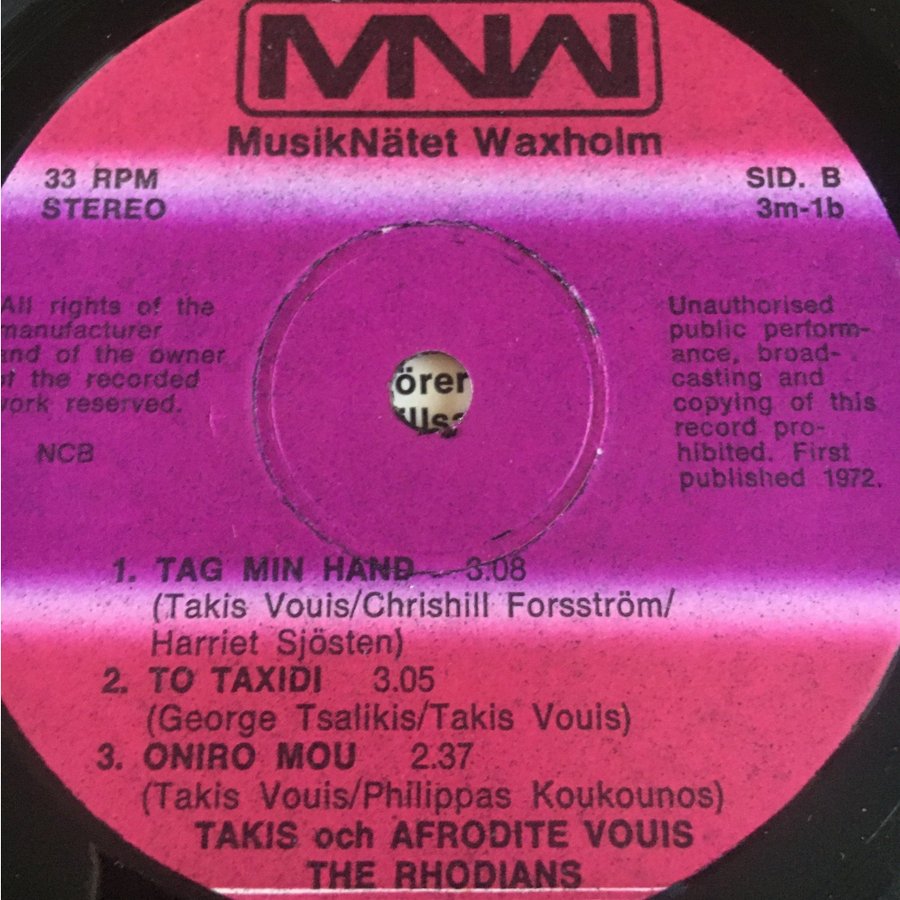 MNW
MusikNätet Waxholm
33 RPM
STEREO
SID. B
3m-1b
All rights of the
manufacturer
and of the owner
of the recorded
work reserved.
NCB
Unauthorised
public perform-
ance, broad-
casting and
copying of this
record pro-
hibited. First
published 1972.
örer
1. TAG MIN HAND 3.08
(Takis Vouis/Chrishill Forsström/
Harriet Sjösten)
2. TO TAXIDI 3.05
(George Tsalikis/Takis Vouis)
3. ONIRO MOU 2.37
(Takis Vouis/Philippas Koukounos)
TAKIS och AFRODITE VOUIS
THE RHODIANS